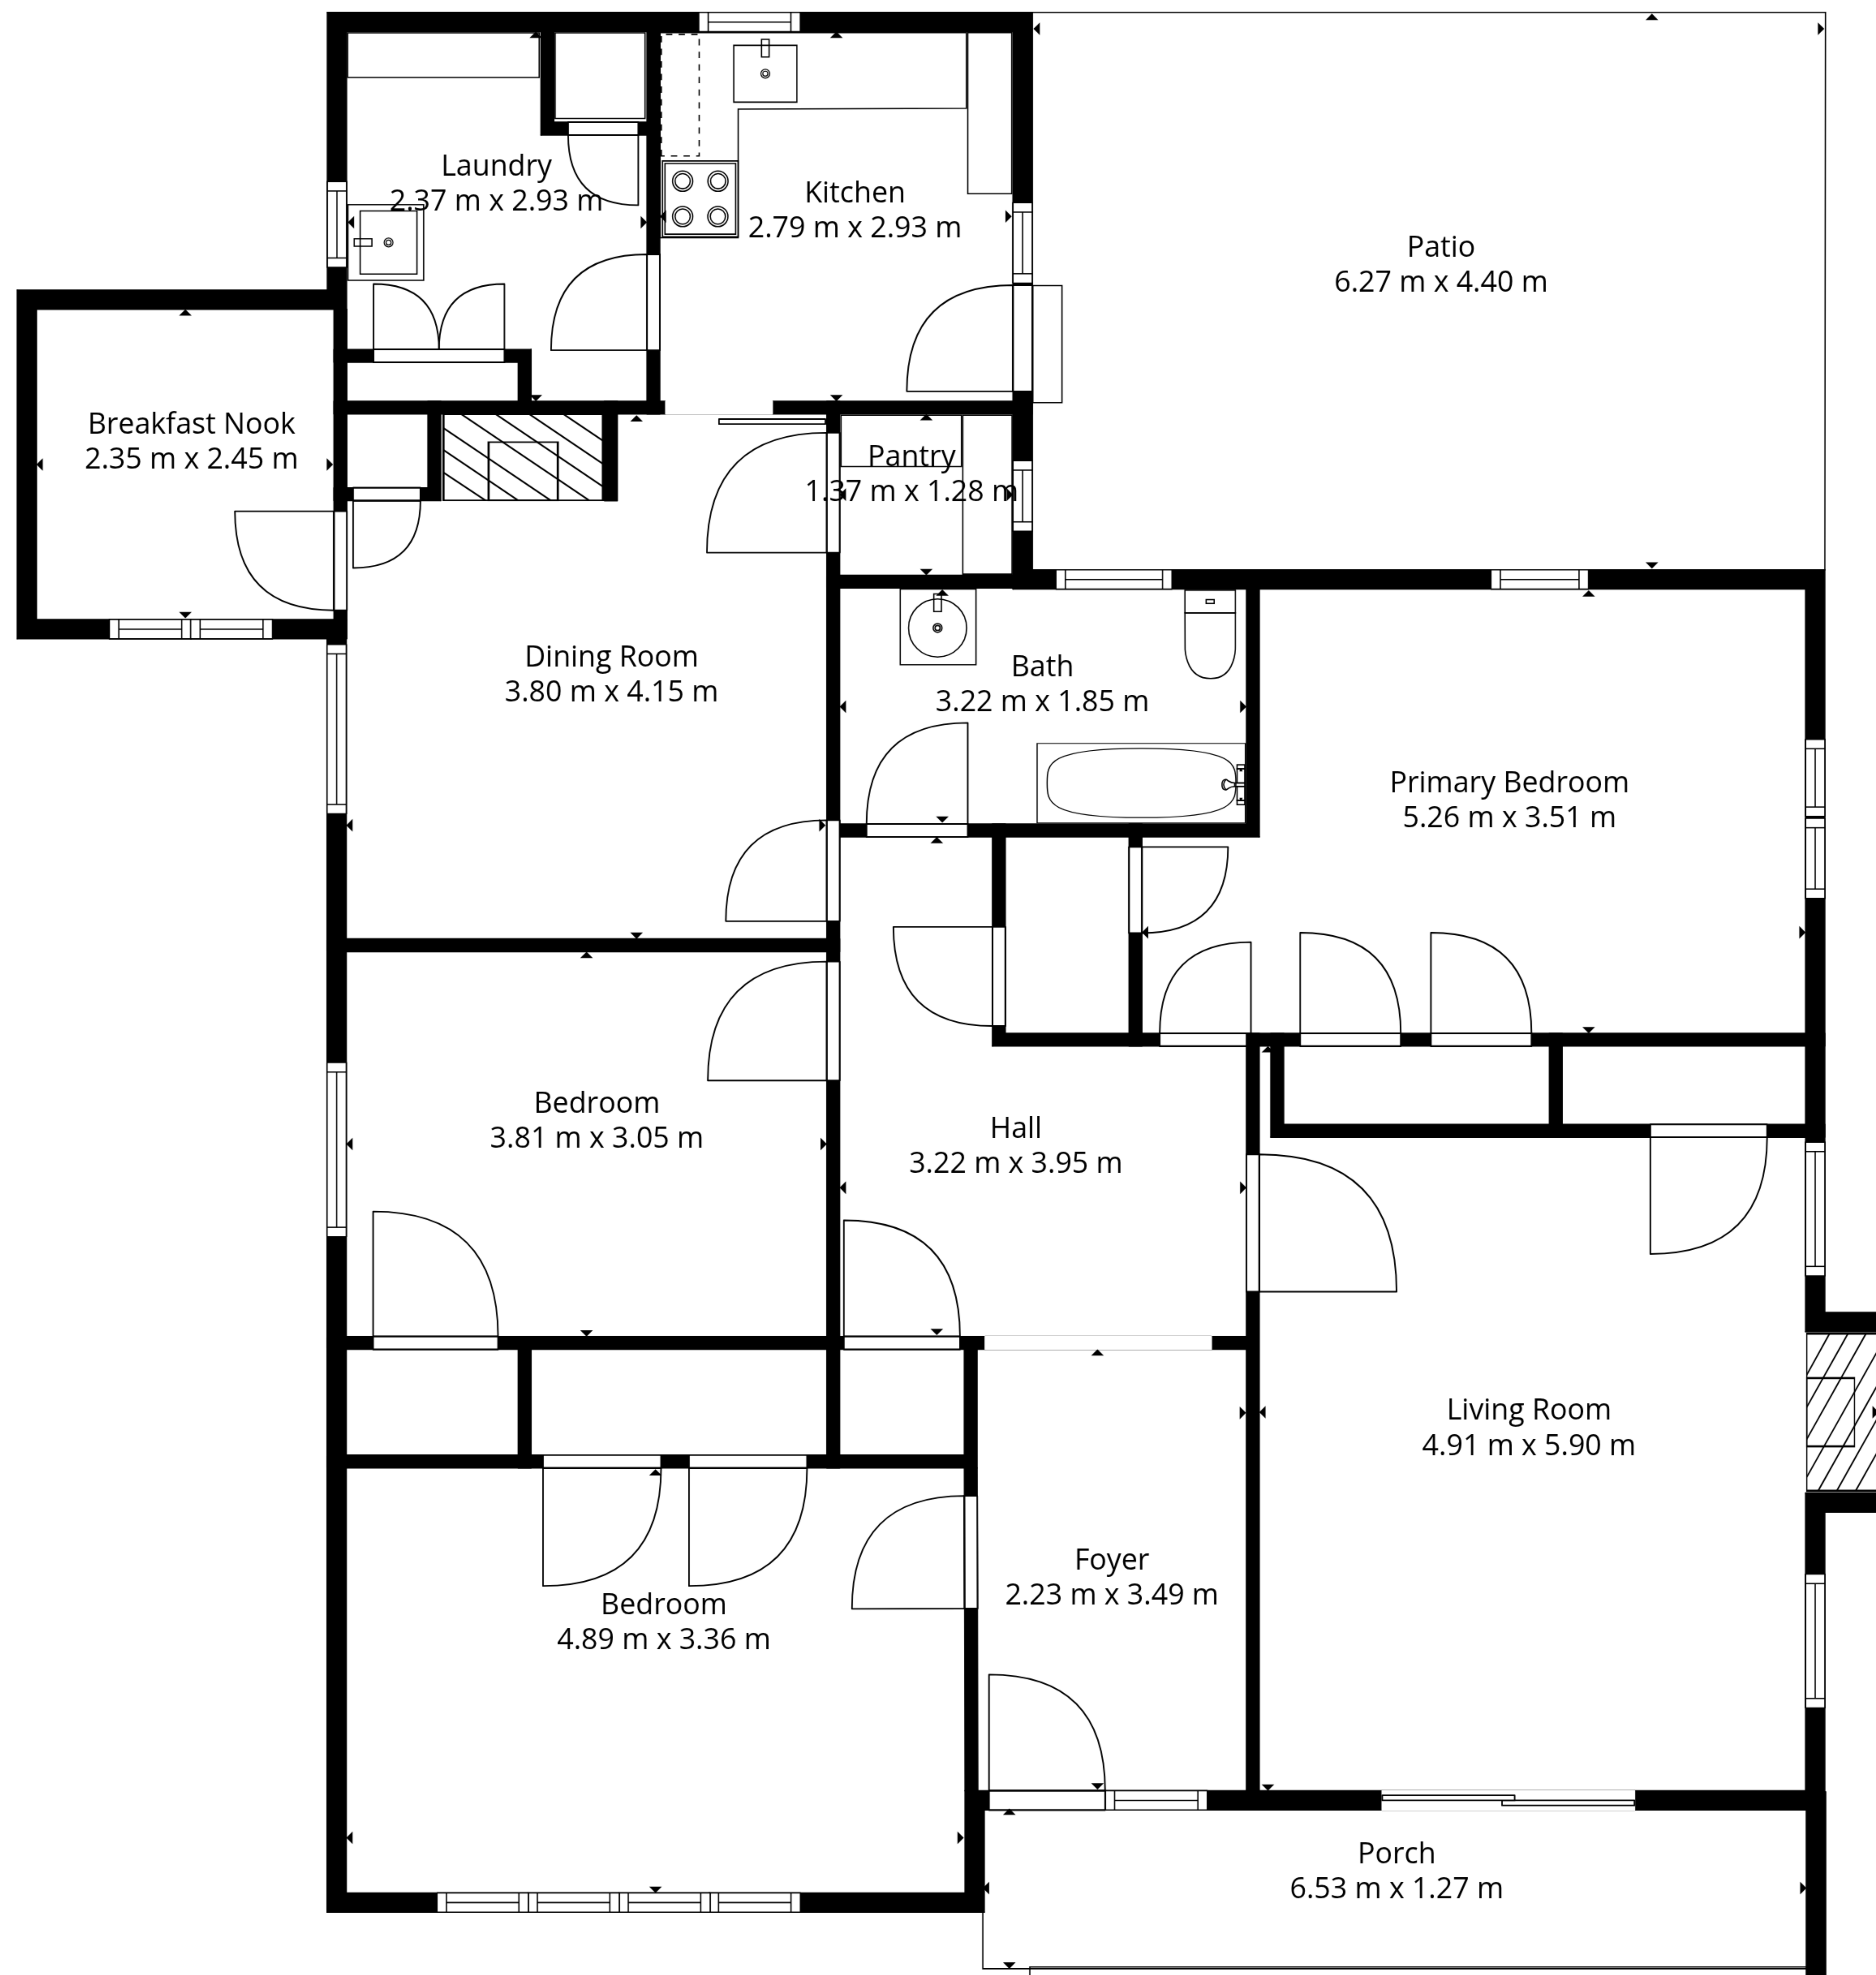 Laundry
2.37 m x 2.93 m
Kitchen
2.79 m x 2.93 m
Patio
6.27 m x 4.40 m
Breakfast Nook
2.35 m x 2.45 m
Pantry
1.37 m x 1.28 m
Dining Room
3.80 m x 4.15 m
Bath
3.22 m x 1.85 m
Primary Bedroom
5.26 m x 3.51 m
Bedroom
3.81 m x 3.05 m
Hall
3.22 m x 3.95 m
Living Room
4.91 m x 5.90 m
Foyer
2.23 m x 3.49 m
Bedroom
4.89 m x 3.36 m
Porch
6.53 m x 1.27 m